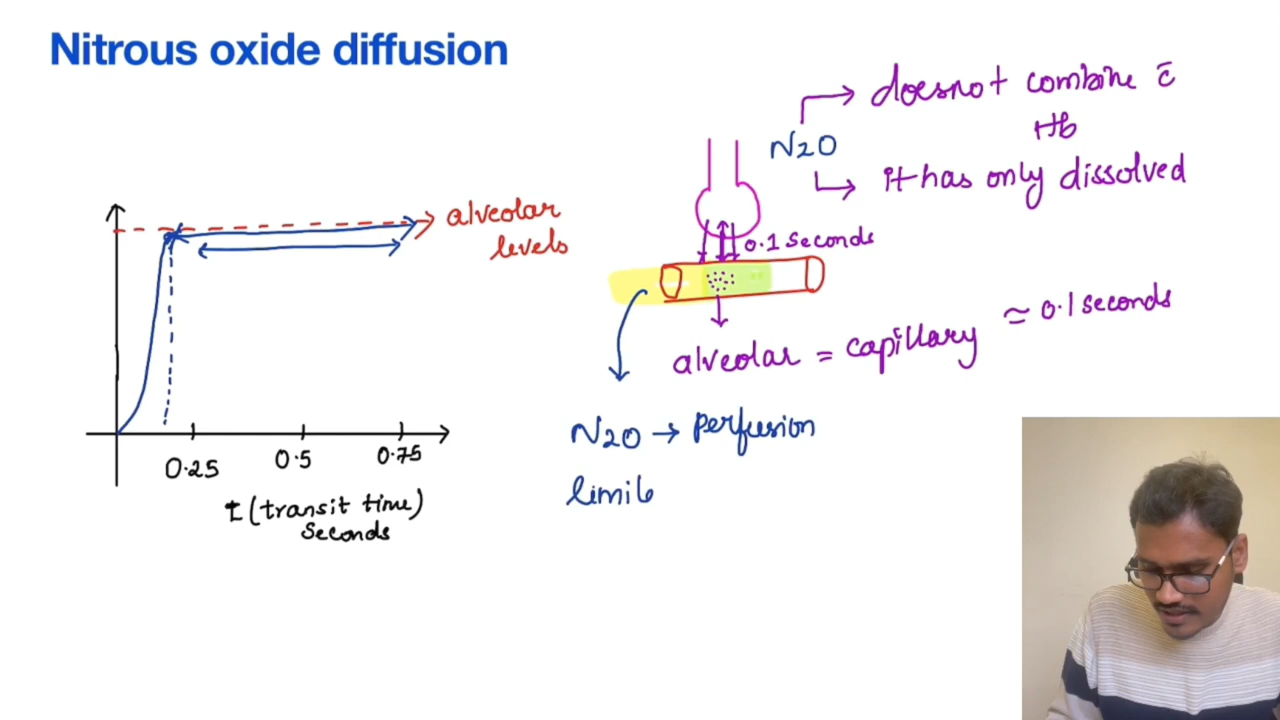 Nitrous oxide diffusion
doesnot combine c̄
Hb
N2O
it has only dissolved
alveolar
levels
0.1 seconds
alveolar = capillary ≃ 0.1 seconds
N2O → perfusion
limit
0.25
0.5
0.75
t (transit time)
seconds